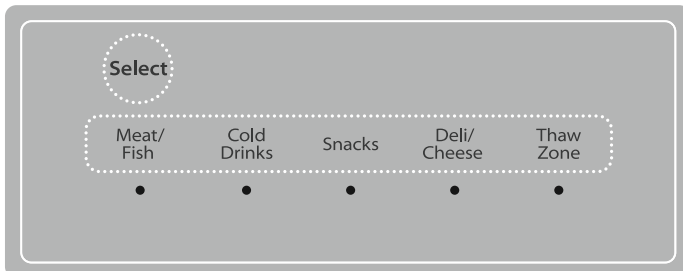 Select
Meat/
Fish
Cold
Drinks
Snacks
Deli/
Cheese
Thaw
Zone